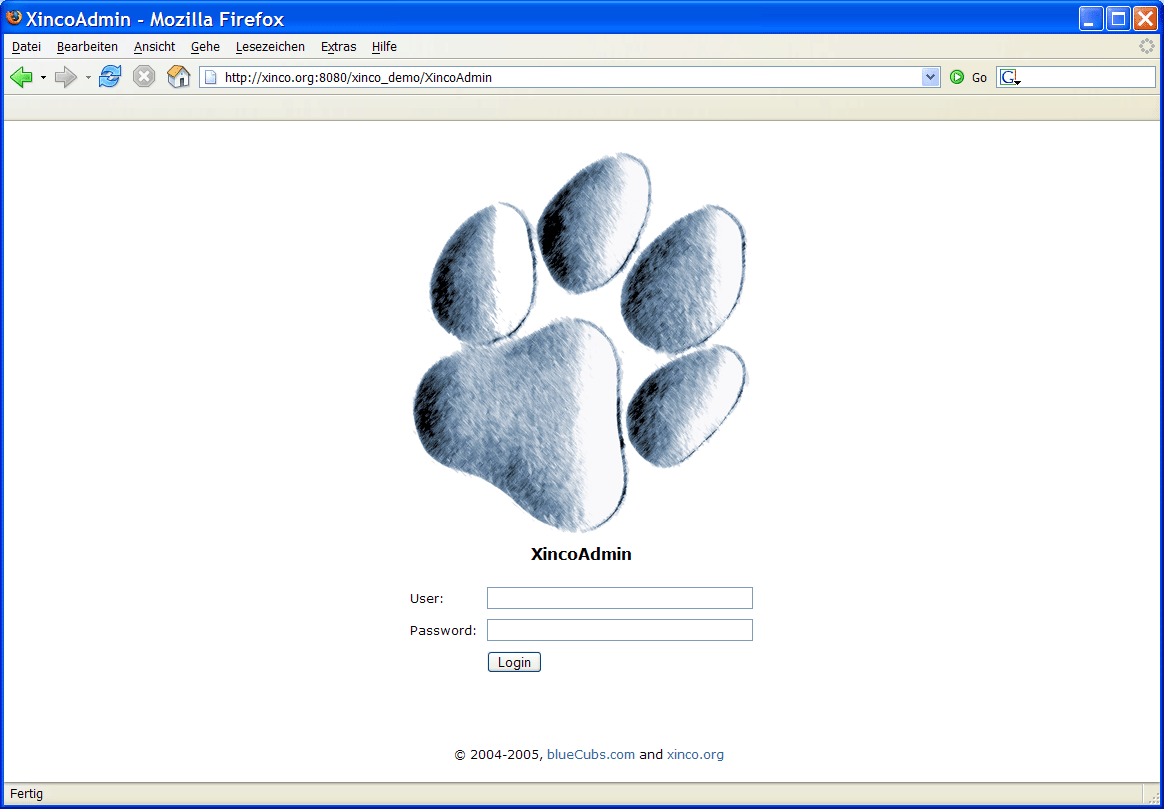 XincoAdmin - Mozilla Firefox
Datei Bearbeiten Ansicht Gehe Lesezeichen Extras Hilfe
http://xinco.org:8080/xinco_demo/XincoAdmin Go G
XincoAdmin
User:
Password:
Login
© 2004-2005, blueCubs.com and xinco.org
Fertig